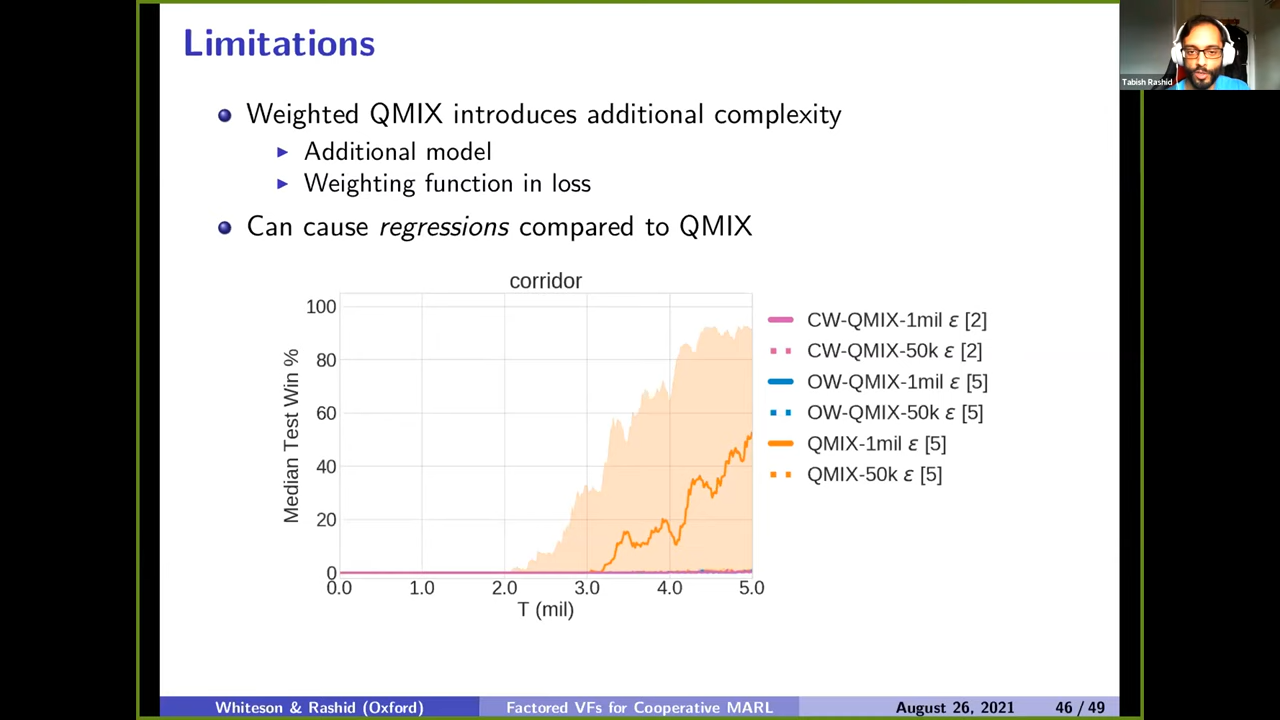 Limitations
Tabish Rashid
Weighted QMIX introduces additional complexity
Additional model
Weighting function in loss
Can cause regressions compared to QMIX
corridor
100
80
60
40
20
0
Median Test Win %
0.0 1.0 2.0 3.0 4.0 5.0
T (mil)
CW-QMIX-1mil ε [2]
CW-QMIX-50k ε [2]
OW-QMIX-1mil ε [5]
OW-QMIX-50k ε [5]
QMIX-1mil ε [5]
QMIX-50k ε [5]
Whiteson & Rashid (Oxford) Factored VFs for Cooperative MARL August 26, 2021 46 / 49